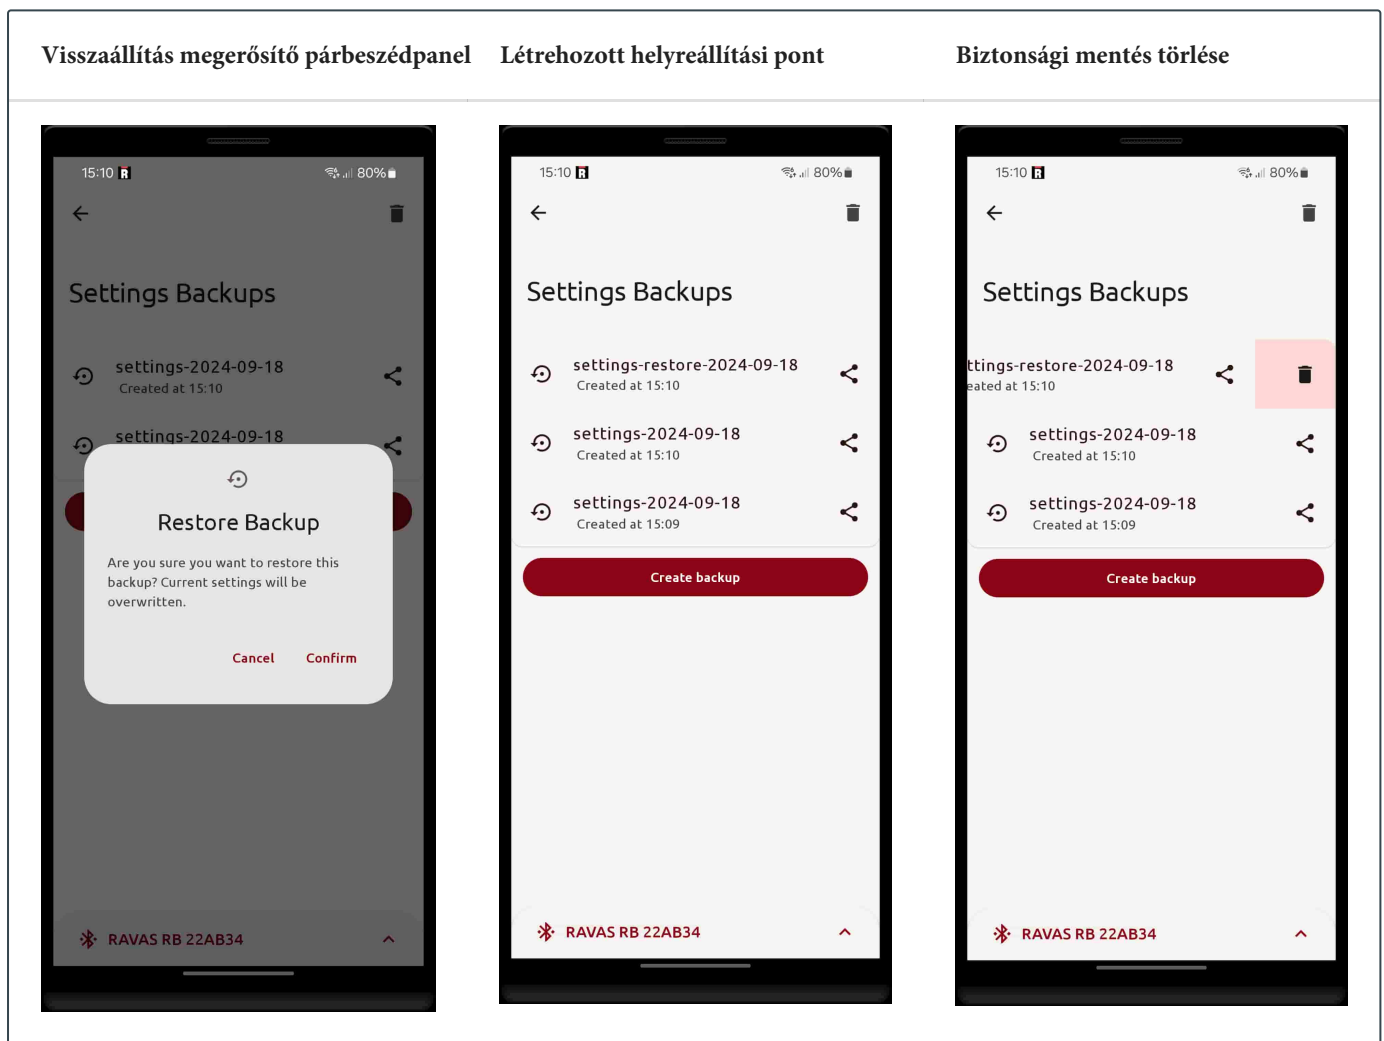 Visszaállítás megerősítő párbeszédpanel
Létrehozott helyreállítási pont
Biztonsági mentés törlése
15:10 R
80%
Settings Backups
settings-2024-09-18
Created at 15:10
settings-2024-09-18
Restore Backup
Are you sure you want to restore this
backup? Current settings will be
overwritten.
Cancel Confirm
RAVAS RB 22AB34
15:10 R
80%
Settings Backups
settings-restore-2024-09-18
Created at 15:10
settings-2024-09-18
Created at 15:10
settings-2024-09-18
Created at 15:09
Create backup
RAVAS RB 22AB34
15:10 R
80%
Settings Backups
ttings-restore-2024-09-18
eated at 15:10
settings-2024-09-18
Created at 15:10
settings-2024-09-18
Created at 15:09
Create backup
RAVAS RB 22AB34